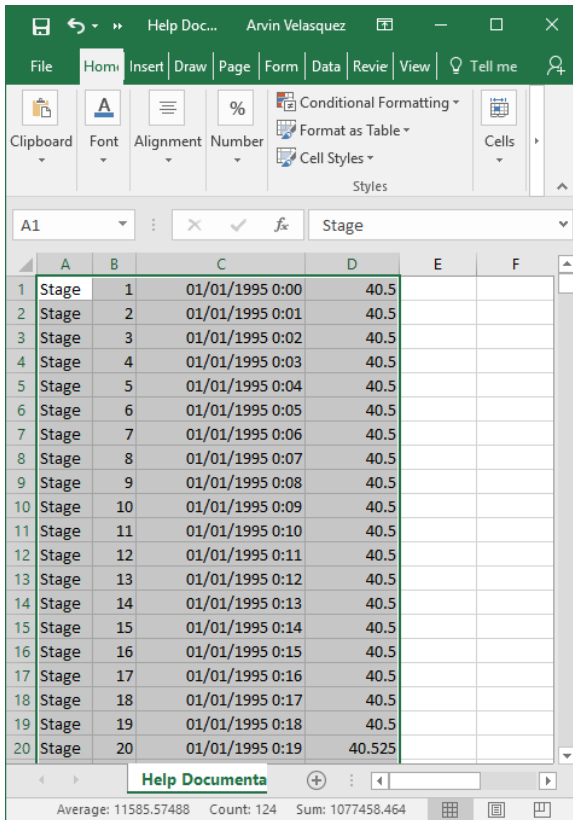 Help Doc... Arvin Velasquez
File Home Insert Draw Page Form Data Revie View Tell me
Clipboard Font Alignment Number % Conditional Formatting Format as Table Cell Styles Cells
Styles
A1 fx Stage
A B C D E F
1 Stage 1 01/01/1995 0:00 40.5
2 Stage 2 01/01/1995 0:01 40.5
3 Stage 3 01/01/1995 0:02 40.5
4 Stage 4 01/01/1995 0:03 40.5
5 Stage 5 01/01/1995 0:04 40.5
6 Stage 6 01/01/1995 0:05 40.5
7 Stage 7 01/01/1995 0:06 40.5
8 Stage 8 01/01/1995 0:07 40.5
9 Stage 9 01/01/1995 0:08 40.5
10 Stage 10 01/01/1995 0:09 40.5
11 Stage 11 01/01/1995 0:10 40.5
12 Stage 12 01/01/1995 0:11 40.5
13 Stage 13 01/01/1995 0:12 40.5
14 Stage 14 01/01/1995 0:13 40.5
15 Stage 15 01/01/1995 0:14 40.5
16 Stage 16 01/01/1995 0:15 40.5
17 Stage 17 01/01/1995 0:16 40.5
18 Stage 18 01/01/1995 0:17 40.5
19 Stage 19 01/01/1995 0:18 40.5
20 Stage 20 01/01/1995 0:19 40.525
Help Documenta
Average: 11585.57488 Count: 124 Sum: 1077458.464